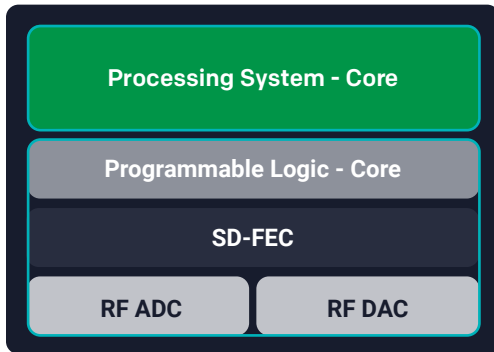 Processing System - Core
Programmable Logic - Core
SD-FEC
RF ADC
RF DAC